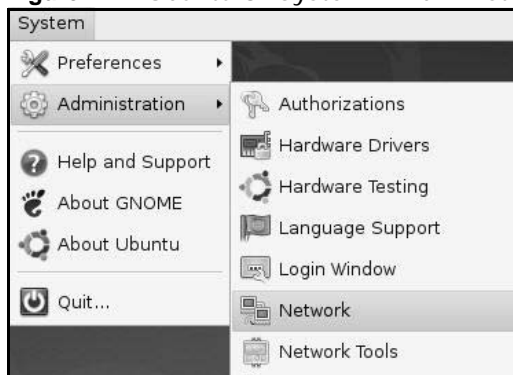 System
Preferences
Administration
Help and Support
About GNOME
About Ubuntu
Quit...
Authorizations
Hardware Drivers
Hardware Testing
Language Support
Login Window
Network
Network Tools